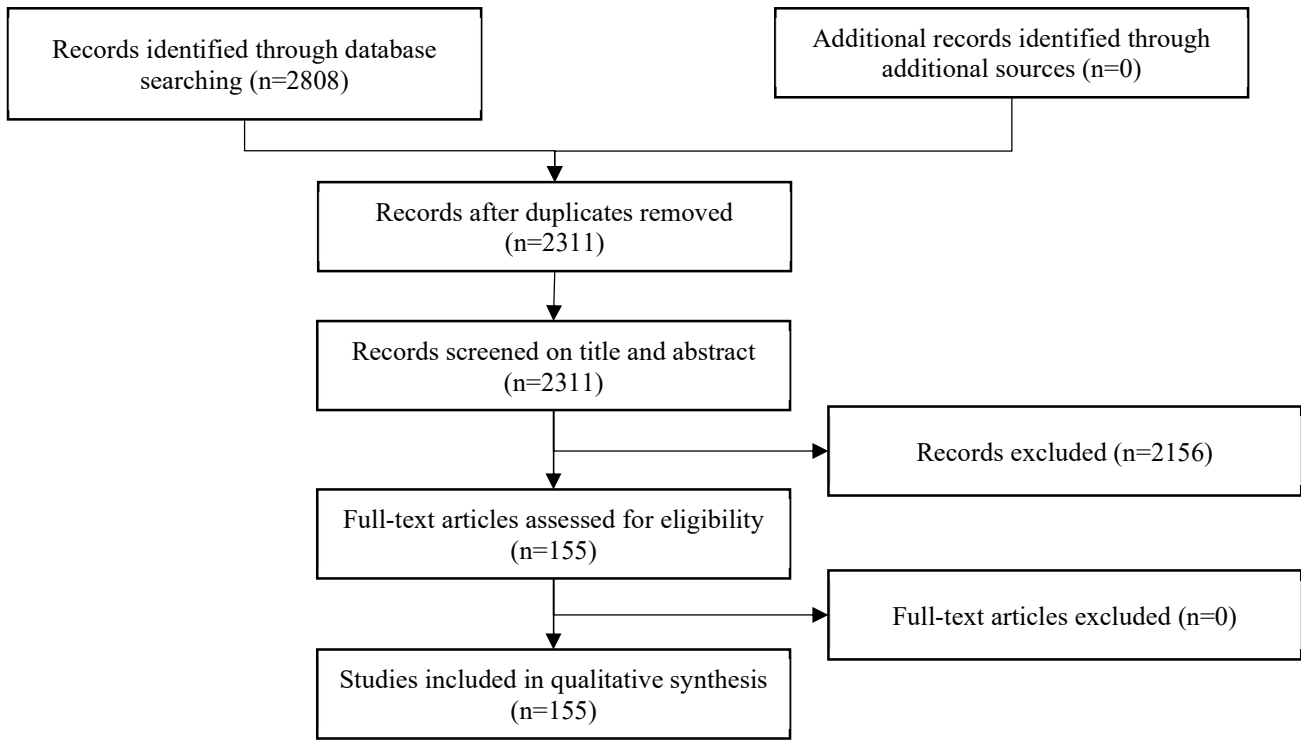 Records identified through database
searching (n=2808)
Additional records identified through
additional sources (n=0)
Records after duplicates removed
(n=2311)
Records screened on title and abstract
(n=2311)
Records excluded (n=2156)
Full-text articles assessed for eligibility
(n=155)
Full-text articles excluded (n=0)
Studies included in qualitative synthesis
(n=155)